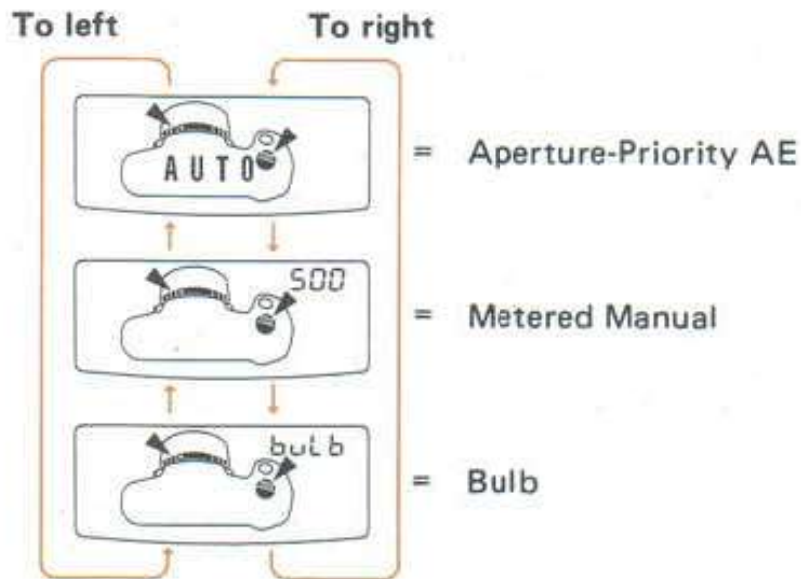 To left To right
AUTO = Aperture-Priority AE
500
= Metered Manual
bulb
= Bulb